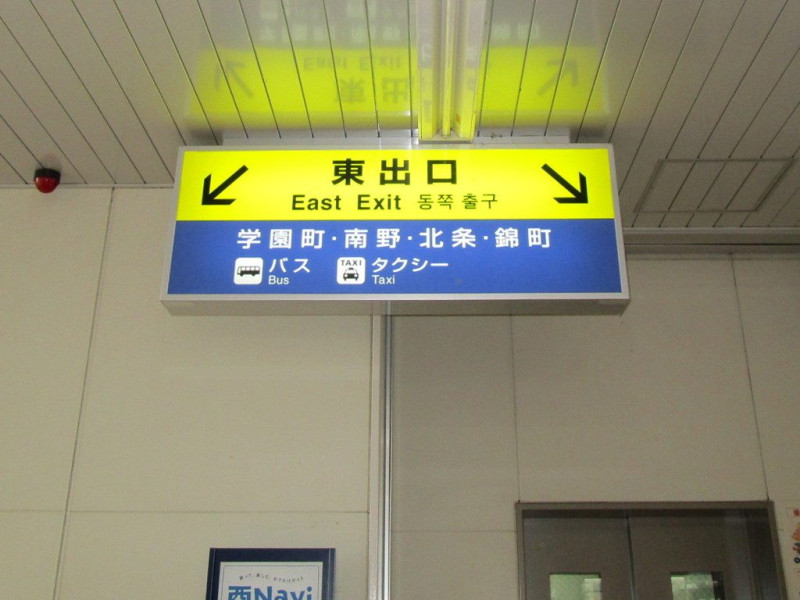 東出口
East Exit 동쪽 출구
学園町・南野・北条・錦町
バス
Bus
TAXI
タクシー
Taxi
西Navi